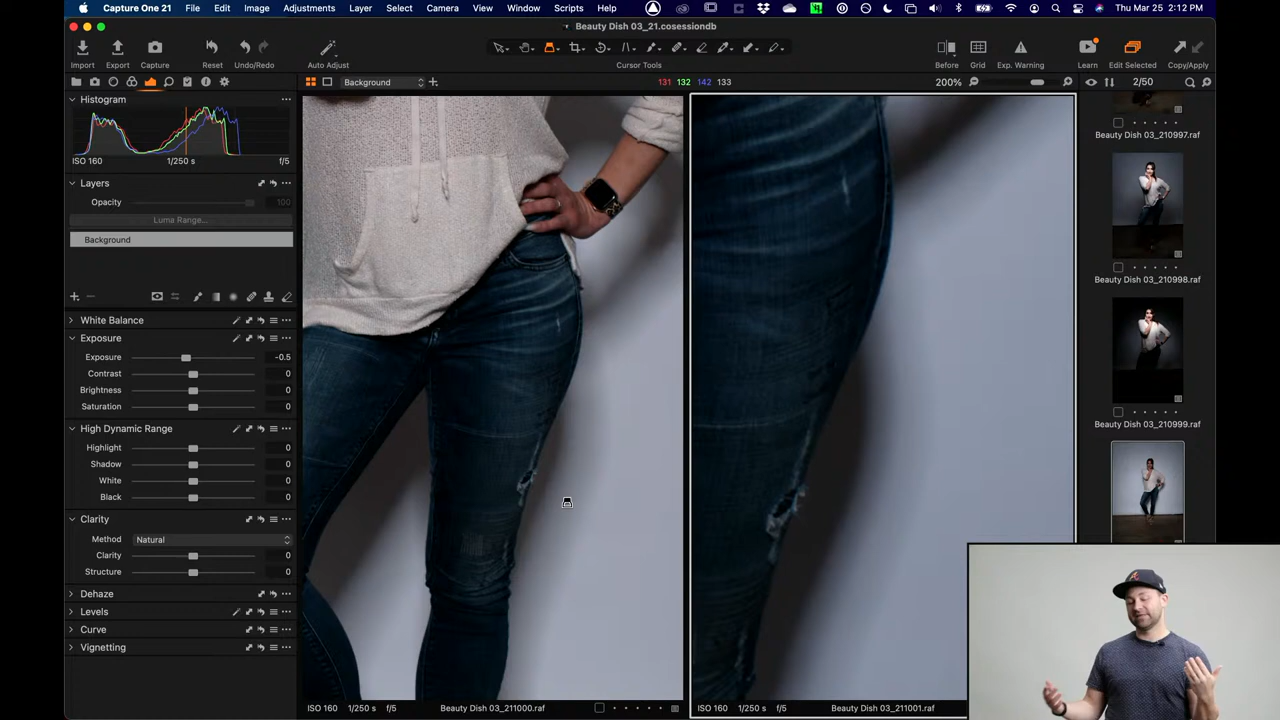 Capture One 21 File Edit Image Adjustments Layer Select Camera View Window Scripts Help Thu Mar 25 2:12 PM
Beauty Dish 03_21.cosessiondb
Import Export Capture Reset Undo/Redo Auto Adjust Cursor Tools Before Grid Exp. Warning Learn Edit Selected Copy/Apply
Background 131 132 142 133 200% 2/50
Histogram
ISO 160 1/250 s f/5
Layers
Opacity 100
Luma Range...
Background
White Balance
Exposure
Exposure -0.5
Contrast 0
Brightness 0
Saturation 0
High Dynamic Range
Highlight 0
Shadow 0
White 0
Black 0
Clarity
Method Natural
Clarity 0
Structure 0
Dehaze
Levels
Curve
Vignetting
ISO 160 1/250 s f/5 Beauty Dish 03_211000.raf
ISO 160 1/250 s f/5 Beauty Dish 03_211001.raf
Beauty Dish 03_210997.raf
Beauty Dish 03_210998.raf
Beauty Dish 03_210999.raf